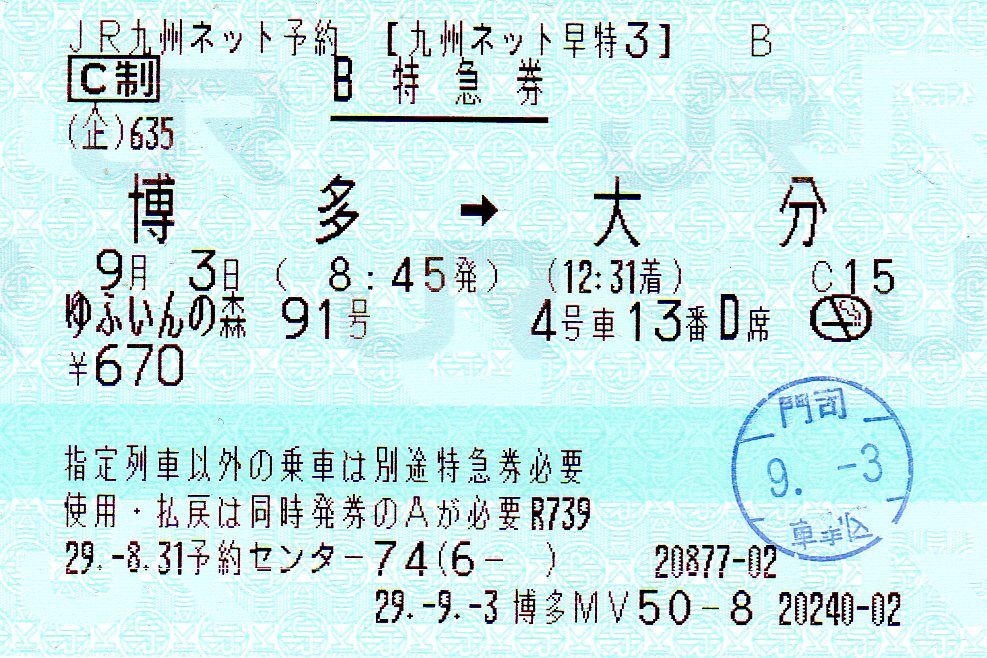 JR九州ネット予約 [九州ネット早特3] B
C制 B特急券
(企)635
博多→大分
9月 3日 ( 8:45発) (12:31着) C15
ゆふいんの森 91号 4号車13番D席
¥670
門司
指定列車以外の乗車は別途特急券必要
9.-3
使用・払戻は同時発券のAが必要R739
車掌区
29.-8.31予約センター74(6- ) 20877-02
29.-9.-3 博多MV50-8 20240-02